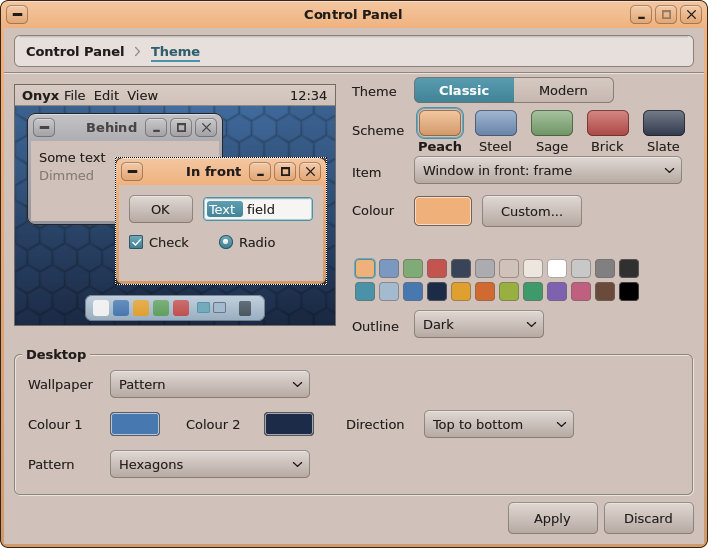 Control Panel
Control Panel > Theme
Onyx File Edit View 12:34
Behind
Some text
Dimmed
In front
OK
Text field
Check
Radio
Theme Classic Modern
Scheme
Peach Steel Sage Brick Slate
Item Window in front: frame
Colour Custom...
Outline Dark
Desktop
Wallpaper Pattern
Colour 1 Colour 2 Direction Top to bottom
Pattern Hexagons
Apply Discard